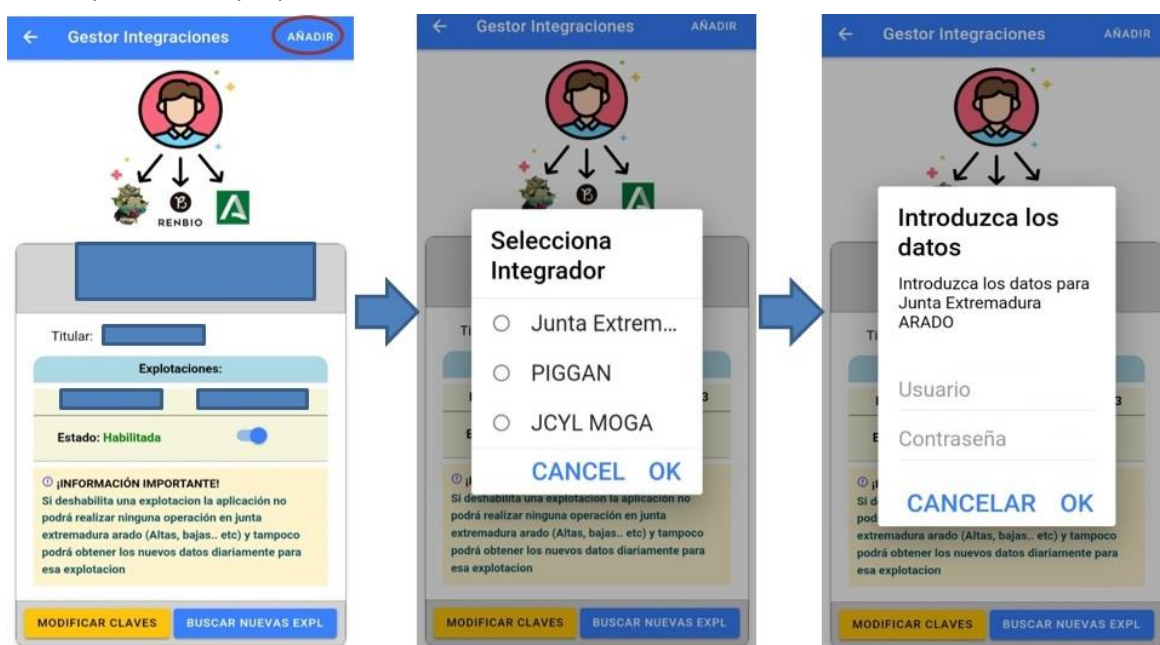 Gestor Integraciones AÑADIR
RENBIO
Titular:
Explotaciones:
Estado: Habilitada
¡INFORMACIÓN IMPORTANTE!
Si deshabilita una explotacion la aplicación no
podrá realizar ninguna operación en junta
extremadura arado (Altas, bajas.. etc) y tampoco
podrá obtener los nuevos datos diariamente para
esa explotacion
MODIFICAR CLAVES BUSCAR NUEVAS EXPL
Gestor Integraciones AÑADIR
Selecciona
Integrador
Junta Extrem...
PIGGAN
JCYL MOGA
CANCEL OK
3
Si deshabilita una explotacion la aplicación no
podrá realizar ninguna operación en junta
extremadura arado (Altas, bajas.. etc) y tampoco
podrá obtener los nuevos datos diariamente para
esa explotacion
MODIFICAR CLAVES BUSCAR NUEVAS EXPL
Gestor Integraciones AÑADIR
Introduzca los
datos
Introduzca los datos para
Junta Extremadura
ARADO
Usuario
3
Contraseña
CANCELAR OK
extremadura arado (Altas, bajas.. etc) y tampoco
podrá obtener los nuevos datos diariamente para
esa explotacion
MODIFICAR CLAVES BUSCAR NUEVAS EXPL